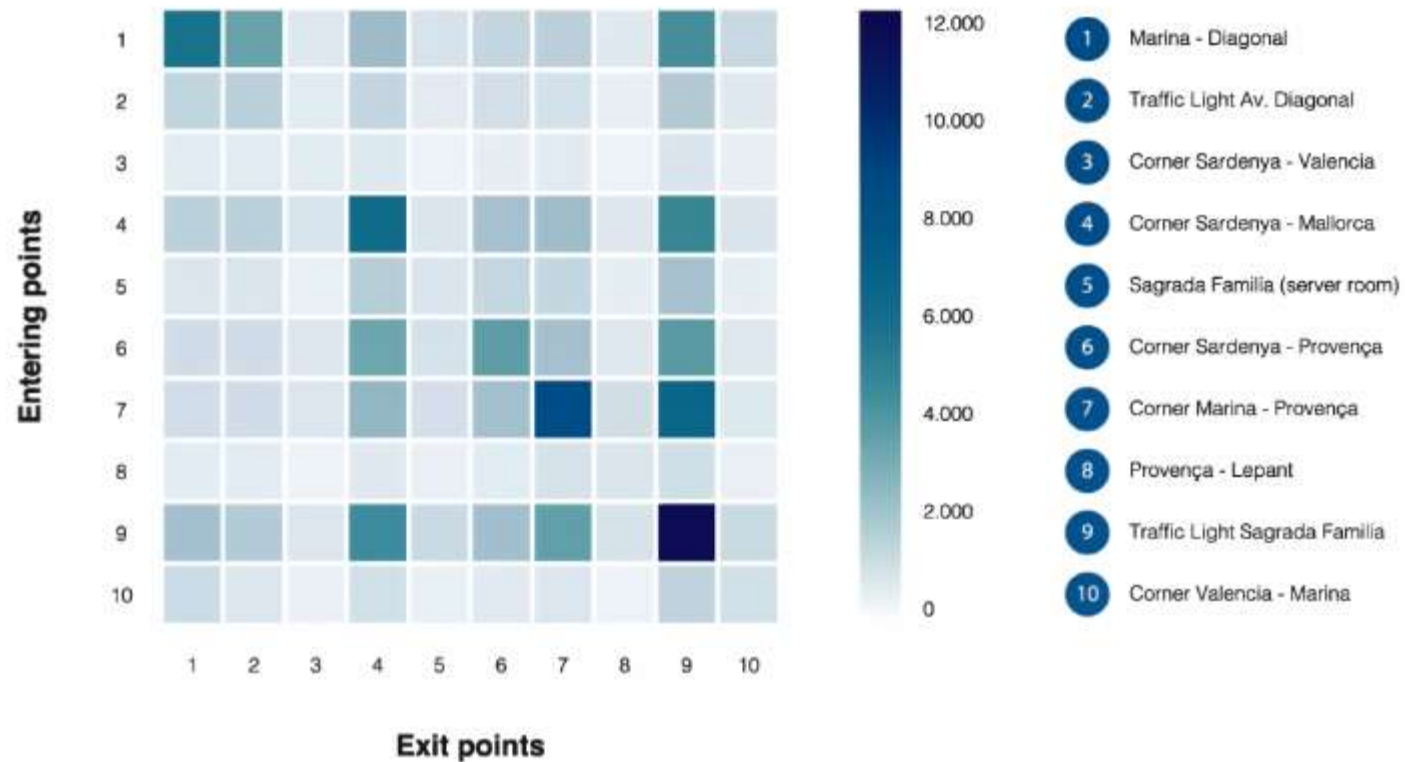 Entering points
1
2
3
4
5
6
7
8
9
10
1 2 3 4 5 6 7 8 9 10
Exit points
12.000
10.000
8.000
6.000
4.000
2.000
0
1 Marina - Diagonal
2 Traffic Light Av. Diagonal
3 Corner Sardenya - Valencia
4 Corner Sardenya - Mallorca
5 Sagrada Familia (server room)
6 Corner Sardenya - Provença
7 Corner Marina - Provença
8 Provença - Lepant
9 Traffic Light Sagrada Familia
10 Corner Valencia - Marina